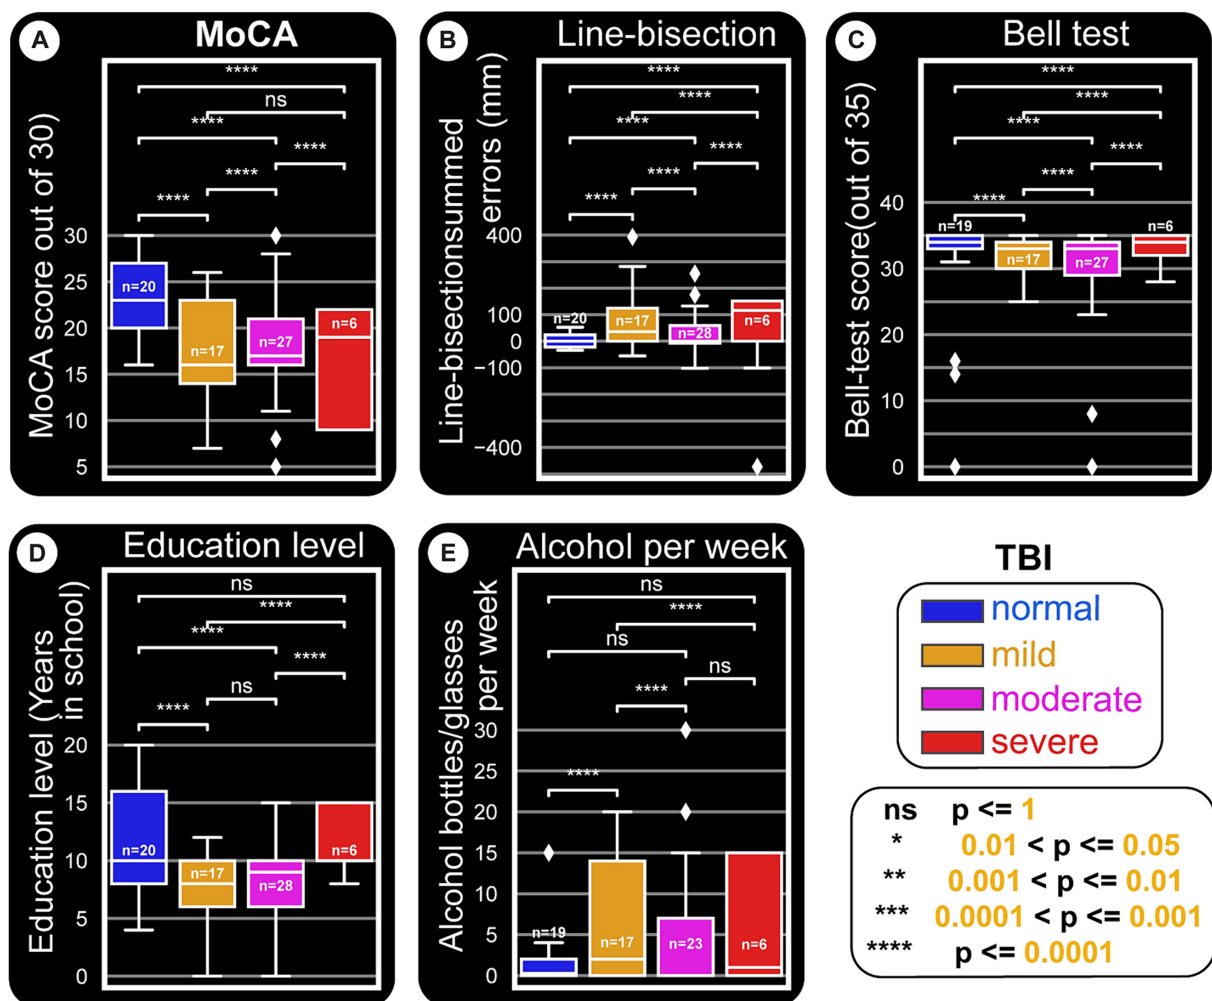 A
MoCA
MoCA score out of 30)
30
25
20
15
10
5
****
ns
****
****
****
****
n=20
n=17
n=27
n=6
B
Line-bisection
Line-bisectionsummed
errors (mm)
400
100
0
−100
−400
****
****
****
****
****
****
n=20
n=17
n=28
n=6
C
Bell test
Bell-test score(out of 35)
40
30
20
10
0
****
****
****
****
****
****
n=19
n=17
n=27
n=6
D
Education level
Education level (Years
in school)
20
15
10
5
0
ns
****
****
****
ns
****
n=20
n=17
n=28
n=6
E
Alcohol per week
Alcohol bottles/glasses
per week
30
25
20
15
10
5
0
ns
****
ns
ns
****
****
n=19
n=17
n=23
n=6
TBI
normal
mild
moderate
severe
ns p <= 1
* 0.01 < p <= 0.05
** 0.001 < p <= 0.01
*** 0.0001 < p <= 0.001
**** p <= 0.0001